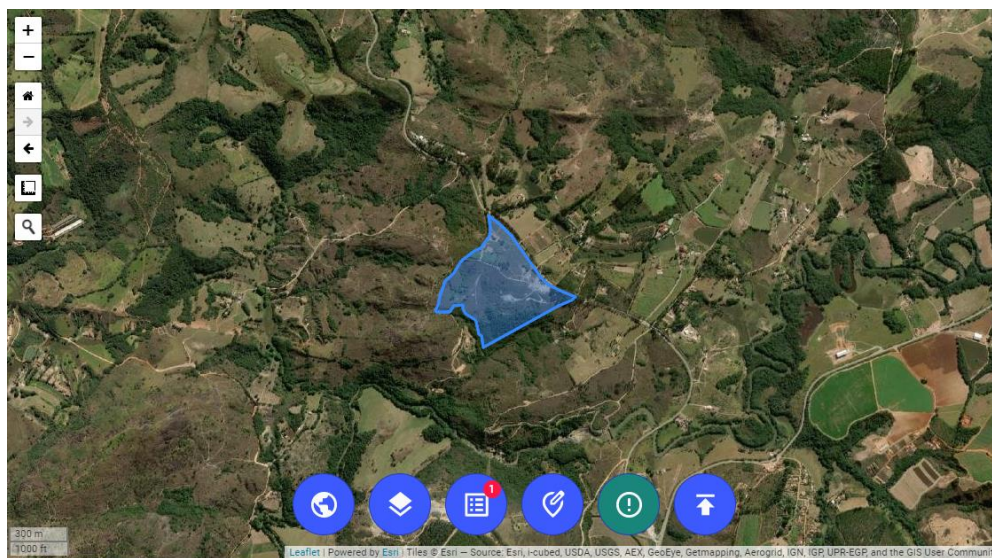 +
−
1
300 m
1000 ft
Leaflet | Powered by Esri | Tiles © Esri — Source: Esri, i-cubed, USDA, USGS, AEX, GeoEye, Getmapping, Aerogrid, IGN, IGP, UPR-EGP, and the GIS User Commun